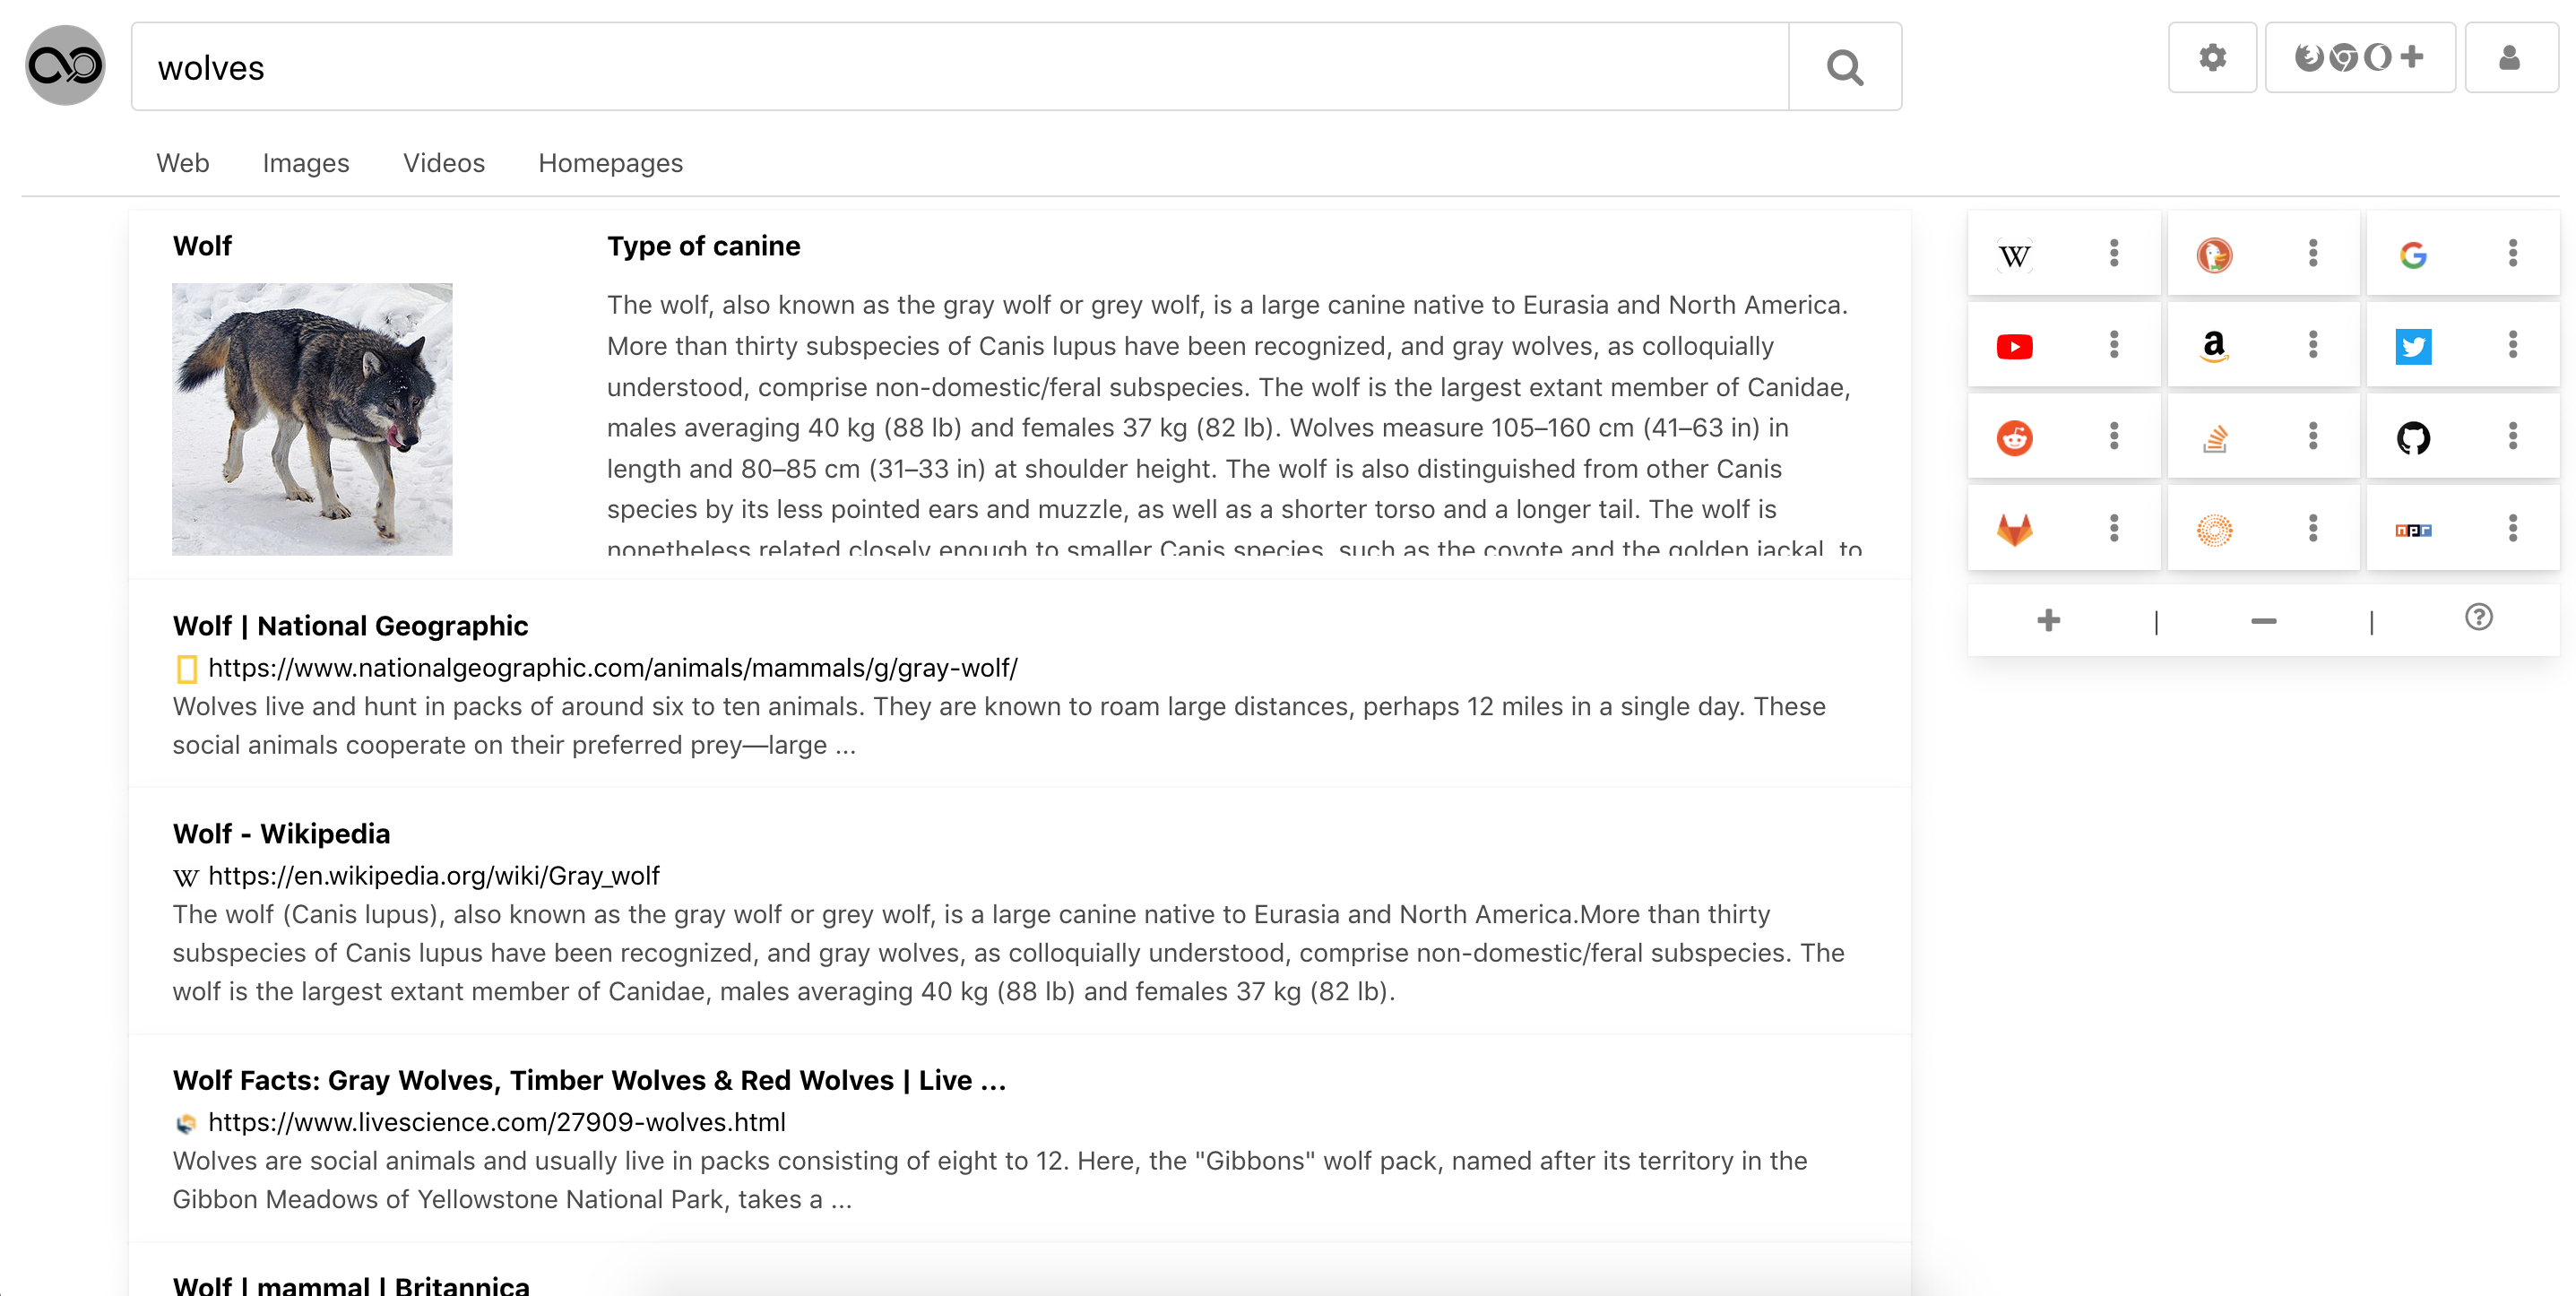 wolves
Web Images Videos Homepages
Wolf
Type of canine
The wolf, also known as the gray wolf or grey wolf, is a large canine native to Eurasia and North America.
More than thirty subspecies of Canis lupus have been recognized, and gray wolves, as colloquially
understood, comprise non-domestic/feral subspecies. The wolf is the largest extant member of Canidae,
males averaging 40 kg (88 lb) and females 37 kg (82 lb). Wolves measure 105–160 cm (41–63 in) in
length and 80–85 cm (31–33 in) at shoulder height. The wolf is also distinguished from other Canis
species by its less pointed ears and muzzle, as well as a shorter torso and a longer tail. The wolf is
nonetheless related closely enough to smaller Canis species, such as the coyote and the golden jackal, to
Wolf | National Geographic
https://www.nationalgeographic.com/animals/mammals/g/gray-wolf/
Wolves live and hunt in packs of around six to ten animals. They are known to roam large distances, perhaps 12 miles in a single day. These
social animals cooperate on their preferred prey—large ...
Wolf - Wikipedia
W https://en.wikipedia.org/wiki/Gray_wolf
The wolf (Canis lupus), also known as the gray wolf or grey wolf, is a large canine native to Eurasia and North America.More than thirty
subspecies of Canis lupus have been recognized, and gray wolves, as colloquially understood, comprise non-domestic/feral subspecies. The
wolf is the largest extant member of Canidae, males averaging 40 kg (88 lb) and females 37 kg (82 lb).
Wolf Facts: Gray Wolves, Timber Wolves & Red Wolves | Live ...
https://www.livescience.com/27909-wolves.html
Wolves are social animals and usually live in packs consisting of eight to 12. Here, the "Gibbons" wolf pack, named after its territory in the
Gibbon Meadows of Yellowstone National Park, takes a ...
Wolf | mammal | Britannica
W
G
a
npr
| |
?